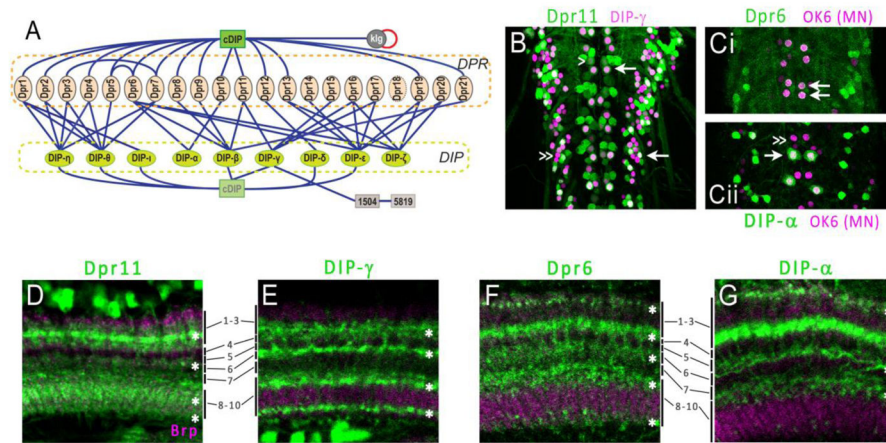 A
cDIP
klg
DPR
Dpr1 Dpr2 Dpr3 Dpr4 Dpr5 Dpr6 Dpr7 Dpr8 Dpr9 Dpr10 Dpr11 Dpr12 Dpr13 Dpr14 Dpr15 Dpr16 Dpr17 Dpr18 Dpr19 Dpr20 Dpr21
DIP-η DIP-θ DIP-ι DIP-α DIP-β DIP-γ DIP-δ DIP-ε DIP-ζ
DIP
cDIP
1504 5819
Dpr11 DIP-γ
B
Dpr6 OK6 (MN)
Ci
Cii
DIP-α OK6 (MN)
Dpr11
D
Brp
DIP-γ
E
1-3
4
5
6
7
8-10
Dpr6
F
DIP-α
G
1-3
4
5
6
7
8-10